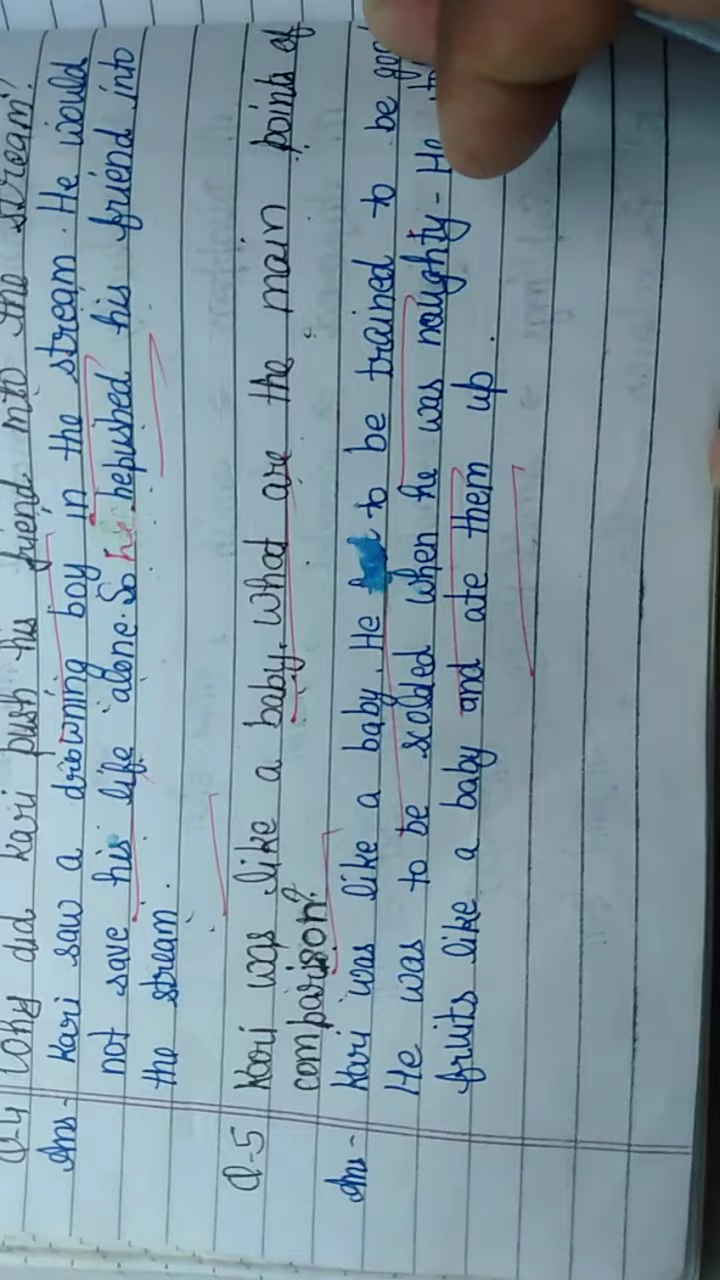 Q-4 Why did kari push his friend into the stream?
Ans- Kari saw a drowning boy in the stream. He would
not save his life alone. So he hepushed his friend into
the stream.
Q-5 Kari was like a baby. What are the main points of
comparison?
Ans- Kari was like a baby. He to be trained to be
He was to be scolded when he was naughty- He
fruits like a baby and ate them up.